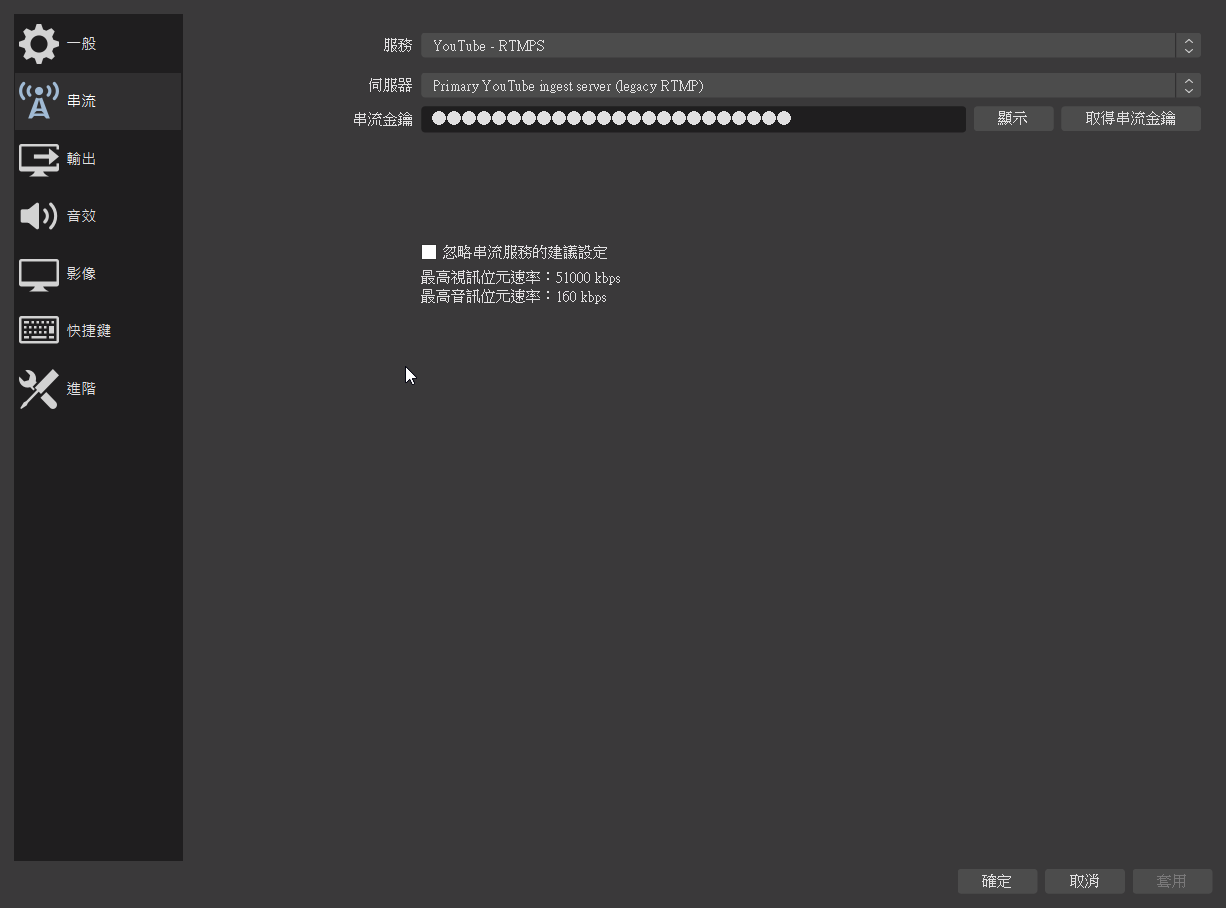 一般
串流
輸出
音效
影像
快捷鍵
進階
服務 YouTube - RTMPS
伺服器 Primary YouTube ingest server (legacy RTMP)
串流金鑰 ●●●●●●●●●●●●●●●●●●●●●●●● 顯示 取得串流金鑰
忽略串流服務的建議設定
最高視訊位元速率：51000 kbps
最高音訊位元速率：160 kbps
確定 取消 套用